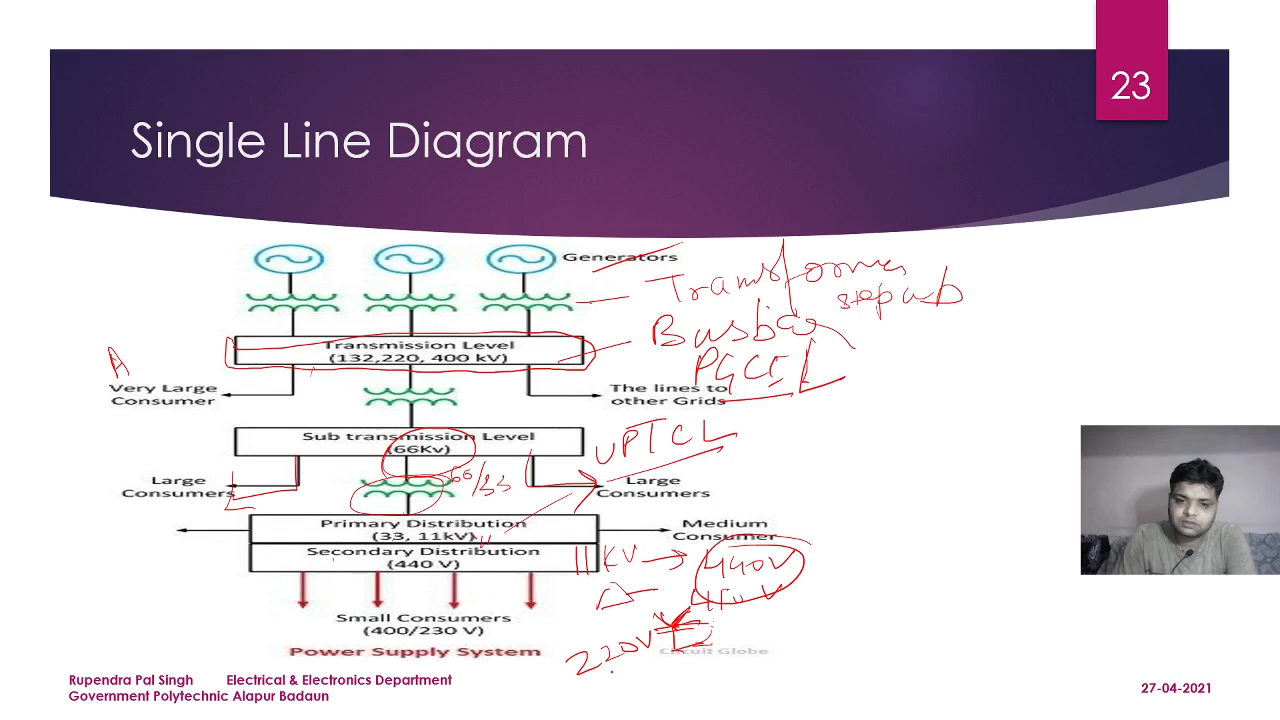 23
Single Line Diagram
Generators
Transformer
step up
Transmission Level
(132,220, 400 kV)
Busbar
PGCIL
A
Very Large
Consumer
The lines to
other Grids
Sub transmission Level
(66Kv)
UPTCL
66/33
Large
Consumers
Large
Consumers
Primary Distribution
(33, 11kV)
Medium
Consumer
Secondary Distribution
(440 V)
11 KV → 440V
410 V
Small Consumers
(400/230 V)
220V
Power Supply System
Circuit Globe
Rupendra Pal Singh Electrical & Electronics Department
Government Polytechnic Alapur Badaun
27-04-2021